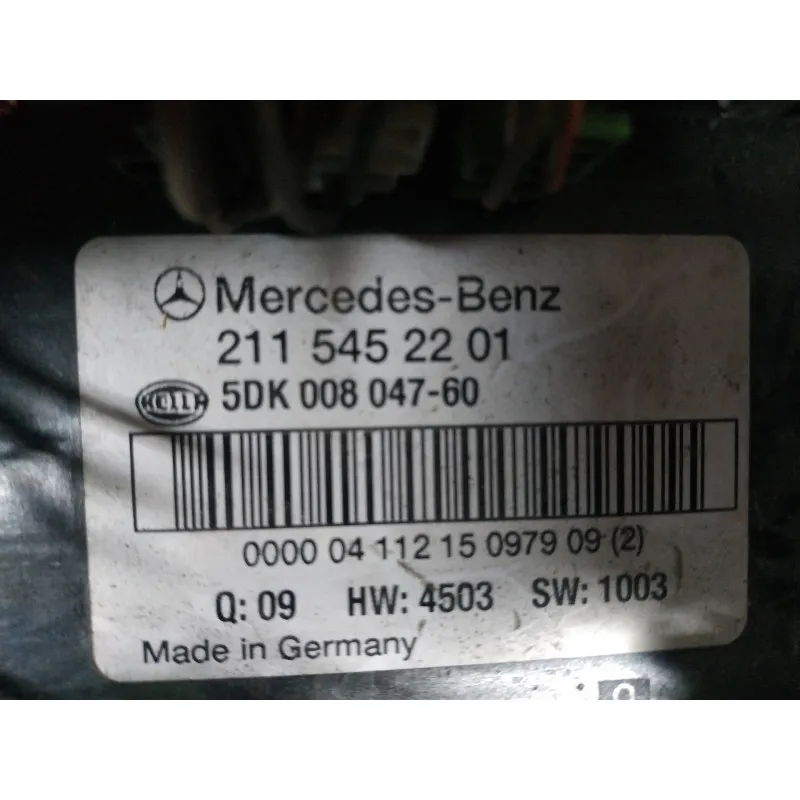 Mercedes-Benz
211 545 22 01
HELLA 5DK 008 047-60
0000 04 112 15 0979 09 (2)
Q: 09 HW: 4503 SW: 1003
Made in Germany